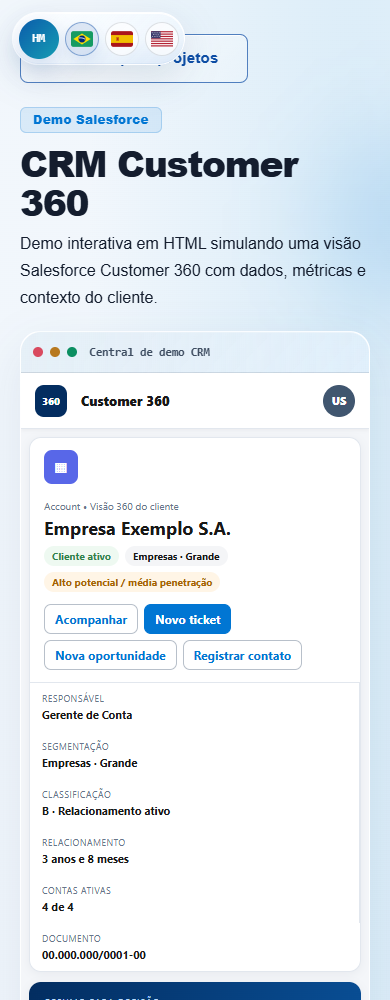 HM
ojetos
Demo Salesforce
CRM Customer
360
Demo interativa em HTML simulando uma visão
Salesforce Customer 360 com dados, métricas e
contexto do cliente.
Central de demo CRM
360
Customer 360
US
Account • Visão 360 do cliente
Empresa Exemplo S.A.
Cliente ativo
Empresas · Grande
Alto potencial / média penetração
Acompanhar
Novo ticket
Nova oportunidade
Registrar contato
RESPONSÁVEL
Gerente de Conta
SEGMENTAÇÃO
Empresas · Grande
CLASSIFICAÇÃO
B · Relacionamento ativo
RELACIONAMENTO
3 anos e 8 meses
CONTAS ATIVAS
4 de 4
DOCUMENTO
00.000.000/0001-00